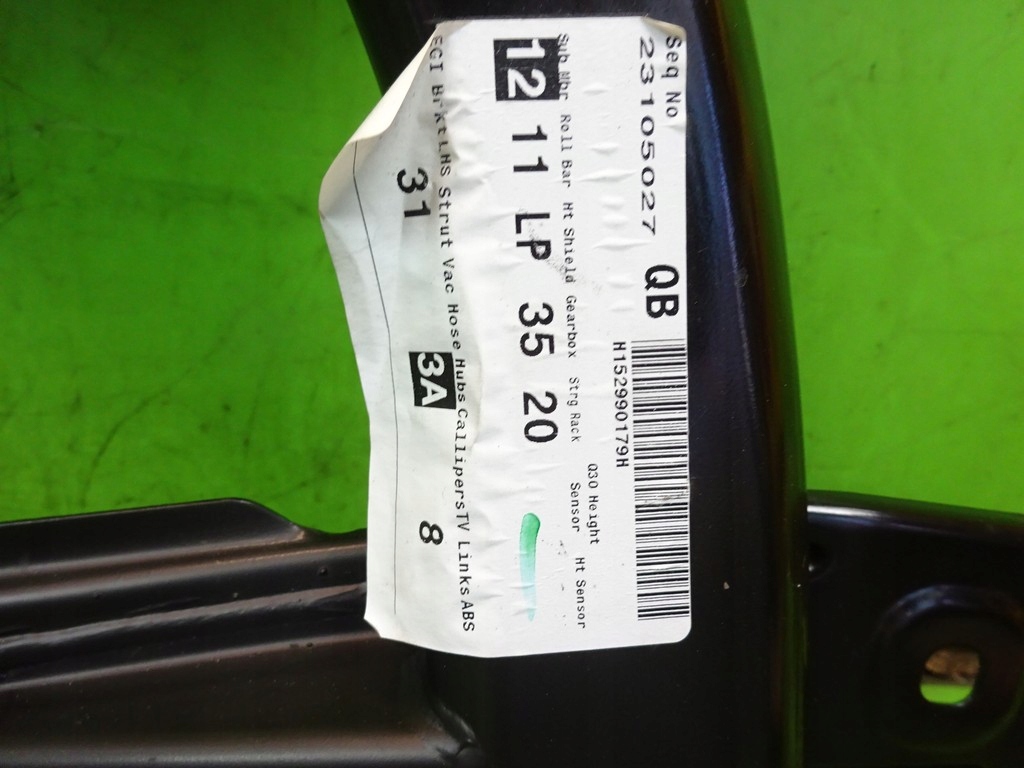 Seq No
23105027 QB
H152990179H
Q30 Height Sensor Ht Sensor
Sub Mbr Roll Bar Ht Shield Gearbox Strg Rack
12 11 LP 35 20
ECI Brkt LHS Strut Vac Hose Hubs Callipers TV Links ABS
31 3A 8